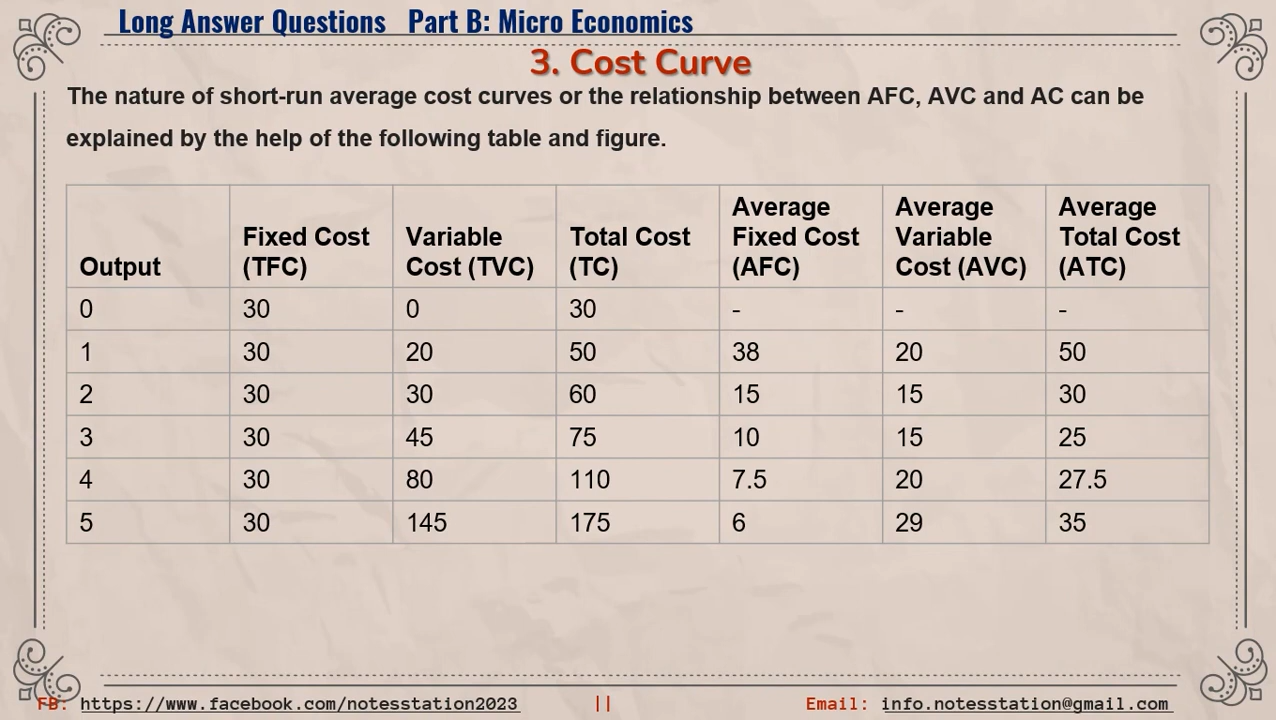 Long Answer Questions Part B: Micro Economics
3. Cost Curve
The nature of short-run average cost curves or the relationship between AFC, AVC and AC can be
explained by the help of the following table and figure.
Output Fixed Cost (TFC) Variable Cost (TVC) Total Cost (TC) Average Fixed Cost (AFC) Average Variable Cost (AVC) Average Total Cost (ATC)
0 30 0 30 - - -
1 30 20 50 38 20 50
2 30 30 60 15 15 30
3 30 45 75 10 15 25
4 30 80 110 7.5 20 27.5
5 30 145 175 6 29 35
FB: https://www.facebook.com/notesstation2023 || Email: info.notesstation@gmail.com